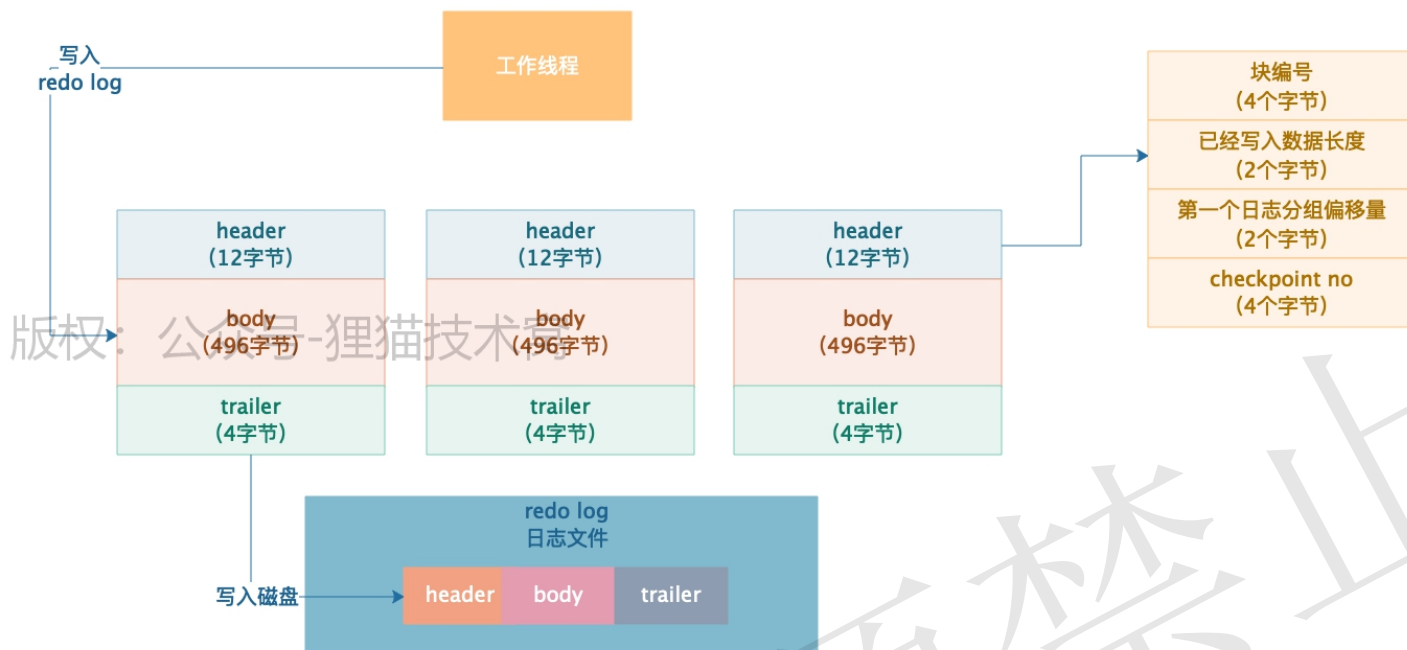 写入
redo log
工作线程
块编号
(4个字节)
已经写入数据长度
(2个字节)
第一个日志分组偏移量
(2个字节)
checkpoint no
(4个字节)
header
(12字节)
header
(12字节)
header
(12字节)
body
(496字节)
body
(496字节)
body
(496字节)
版权：公众号-狸猫技术窝
trailer
(4字节)
trailer
(4字节)
trailer
(4字节)
redo log
日志文件
写入磁盘
header
body
trailer
禁止